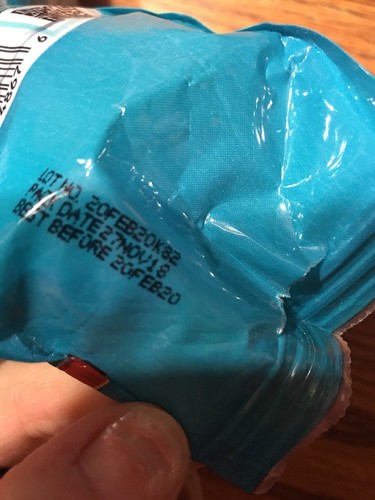 LOT NO. 20FEB20K82
PACK DATE 27NOV18
BEST BEFORE 20FEB20